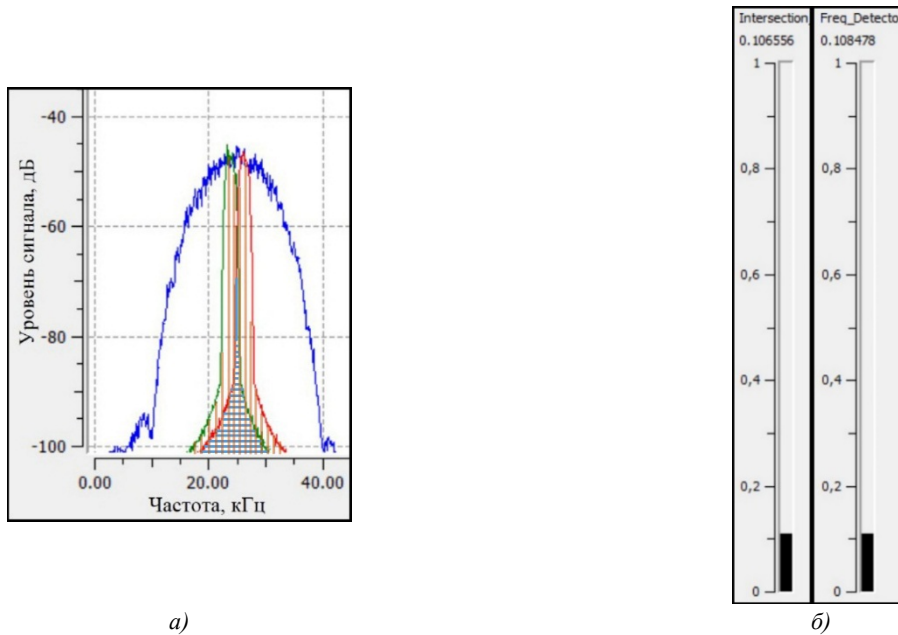 -40
-60
-80
-100
Уровень сигнала, дБ
0.00 20.00 40.00
Частота, кГц
а)
Intersection Freq_Detecto
0.106556 0.108478
1 1
0,8 0,8
0,6 0,6
0,4 0,4
0,2 0,2
0 0
б)